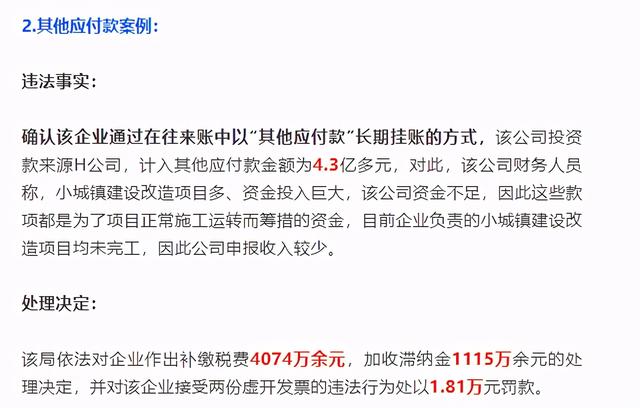 2.其他应付款案例：
违法事实：
确认该企业通过在往来账中以“其他应付款”长期挂账的方式，该公司投资
款来源H公司，计入其他应付款金额为4.3亿多元，对此，该公司财务人员
称，小城镇建设改造项目多、资金投入巨大，该公司资金不足，因此这些款
项都是为了项目正常施工运转而筹措的资金，目前企业负责的小城镇建设改
造项目均未完工，因此公司申报收入较少。
处理决定：
该局依法对企业作出补缴税费4074万余元，加收滞纳金1115万余元的处
理决定，并对该企业接受两份虚开发票的违法行为处以1.81万元罚款。